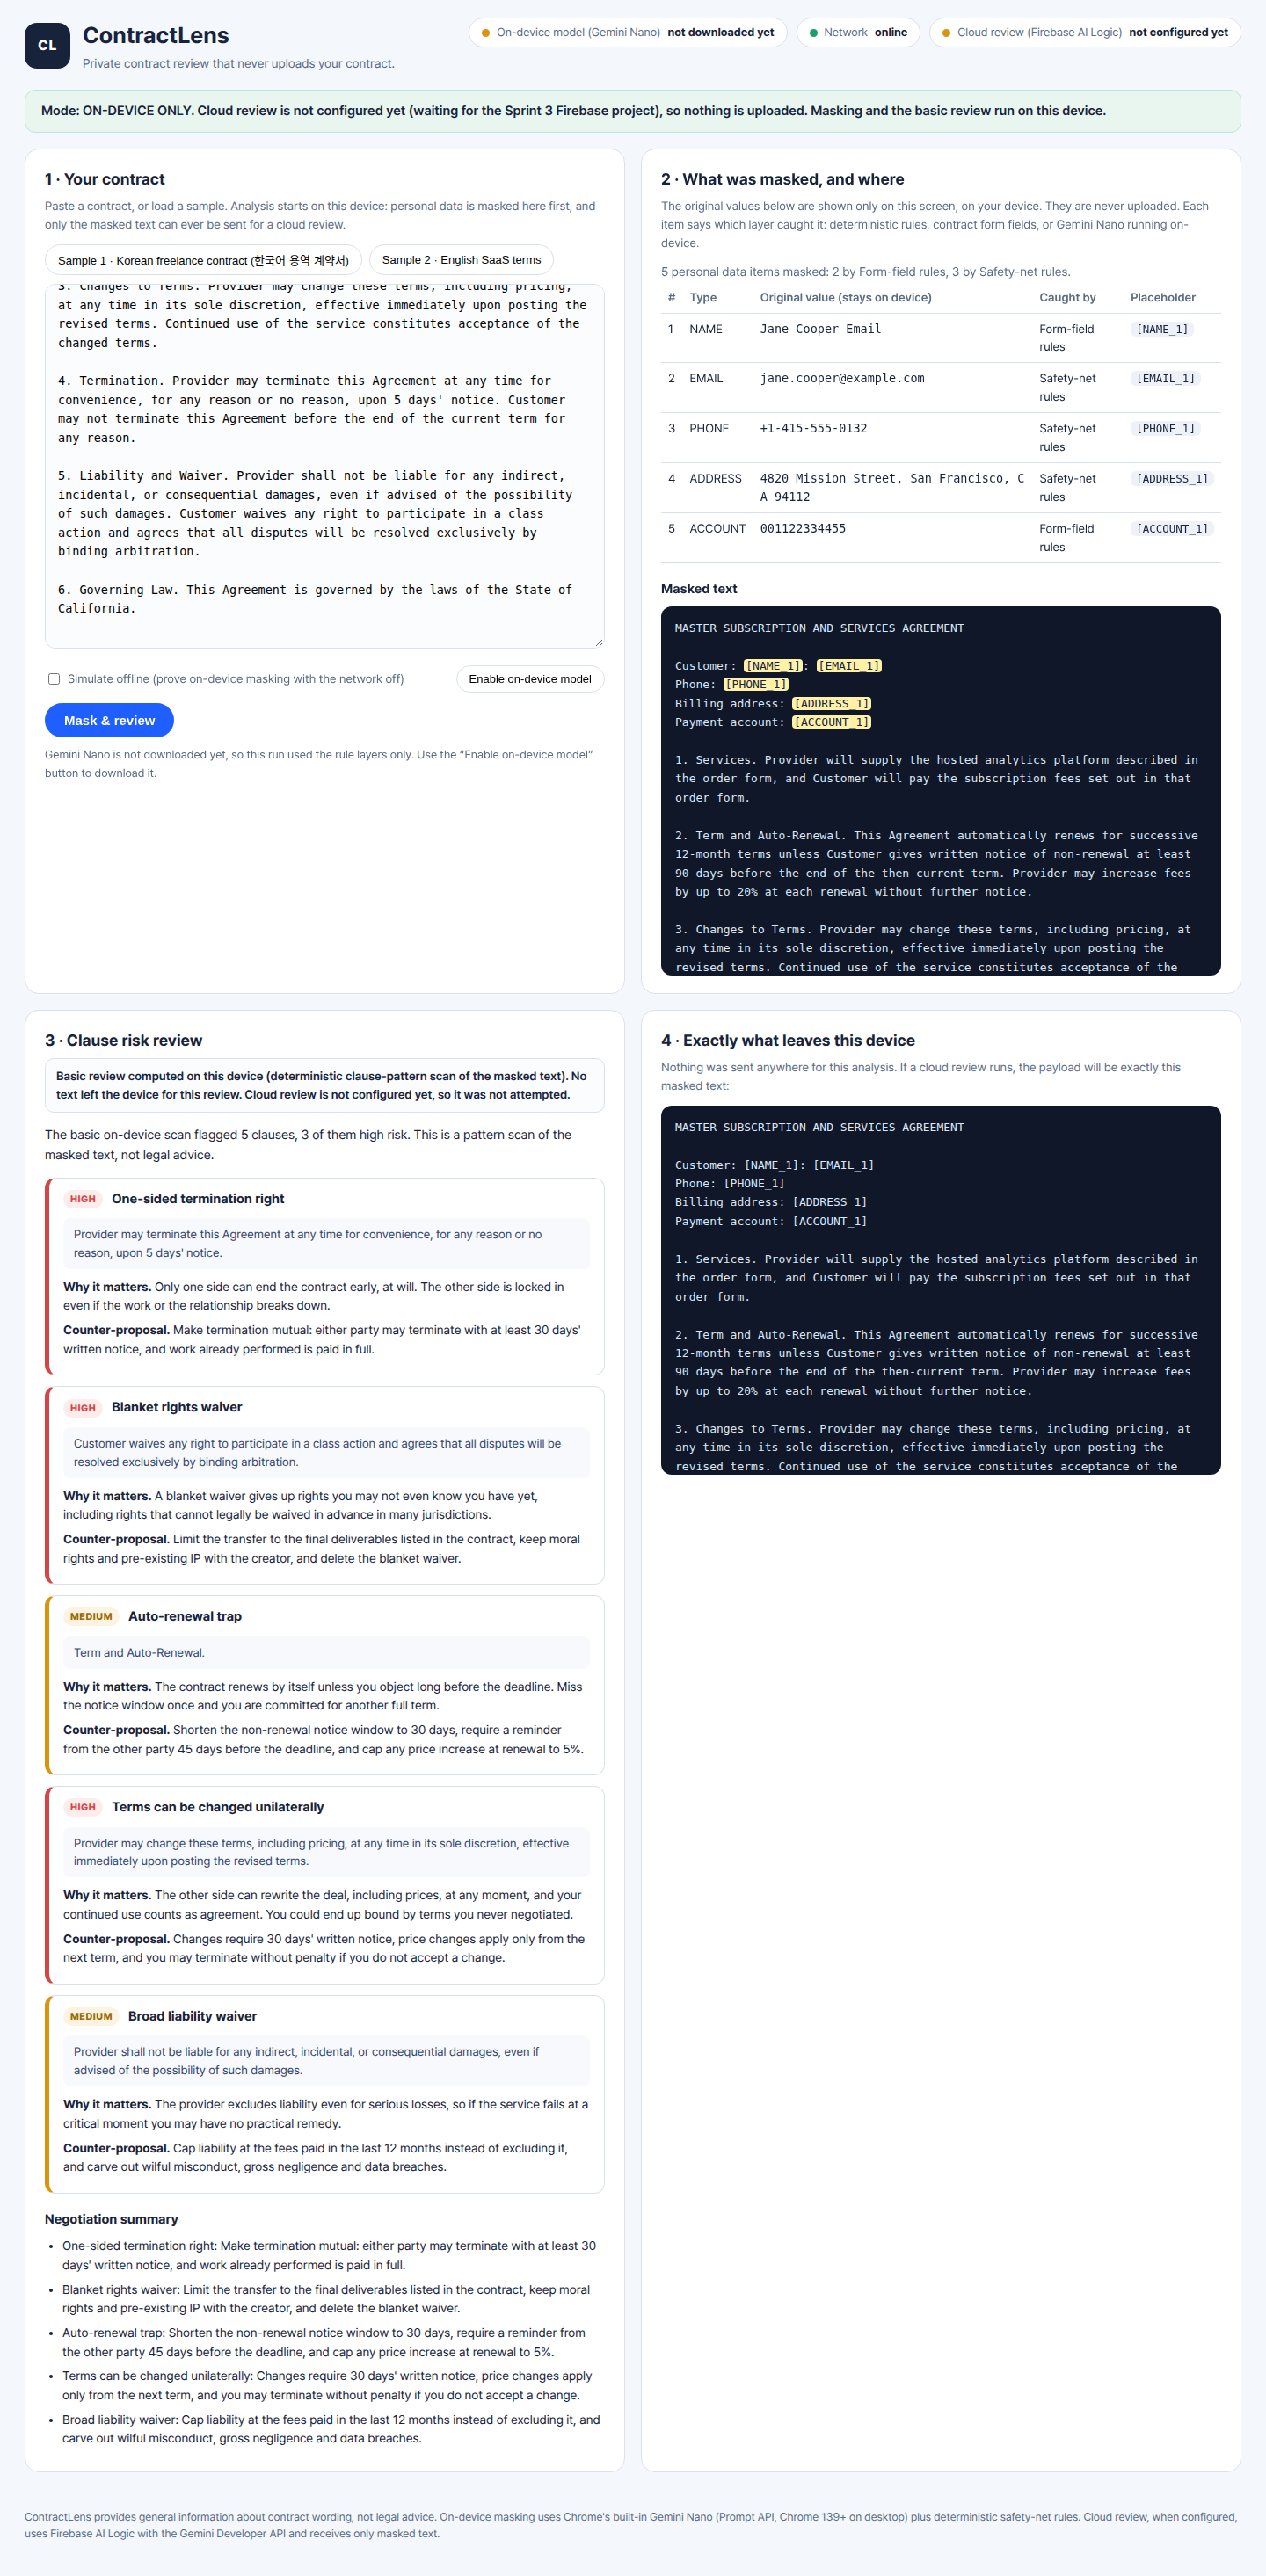 CL
ContractLens
Private contract review that never uploads your contract.
On-device model (Gemini Nano) not downloaded yet
Network online
Cloud review (Firebase AI Logic) not configured yet
Mode: ON-DEVICE ONLY. Cloud review is not configured yet (waiting for the Sprint 3 Firebase project), so nothing is uploaded. Masking and the basic review run on this device.
1 · Your contract
Paste a contract, or load a sample. Analysis starts on this device: personal data is masked here first, and
only the masked text can ever be sent for a cloud review.
Sample 1 · Korean freelance contract (한국어 용역 계약서)
Sample 2 · English SaaS terms
3. Changes to Terms. Provider may change these terms, including pricing,
at any time in its sole discretion, effective immediately upon posting the
revised terms. Continued use of the service constitutes acceptance of the
changed terms.
4. Termination. Provider may terminate this Agreement at any time for
convenience, for any reason or no reason, upon 5 days' notice. Customer
may not terminate this Agreement before the end of the current term for
any reason.
5. Liability and Waiver. Provider shall not be liable for any indirect,
incidental, or consequential damages, even if advised of the possibility
of such damages. Customer waives any right to participate in a class
action and agrees that all disputes will be resolved exclusively by
binding arbitration.
6. Governing Law. This Agreement is governed by the laws of the State of
California.
Simulate offline (prove on-device masking with the network off)
Enable on-device model
Mask & review
Gemini Nano is not downloaded yet, so this run used the rule layers only. Use the “Enable on-device model”
button to download it.
2 · What was masked, and where
The original values below are shown only on this screen, on your device. They are never uploaded. Each
item says which layer caught it: deterministic rules, contract form fields, or Gemini Nano running on-
device.
5 personal data items masked: 2 by Form-field rules, 3 by Safety-net rules.
# Type Original value (stays on device) Caught by Placeholder
1 NAME Jane Cooper Email Form-field rules [NAME_1]
2 EMAIL jane.cooper@example.com Safety-net rules [EMAIL_1]
3 PHONE +1-415-555-0132 Safety-net rules [PHONE_1]
4 ADDRESS 4820 Mission Street, San Francisco, C
A 94112 Safety-net rules [ADDRESS_1]
5 ACCOUNT 001122334455 Form-field rules [ACCOUNT_1]
Masked text
MASTER SUBSCRIPTION AND SERVICES AGREEMENT
Customer: [NAME_1]: [EMAIL_1]
Phone: [PHONE_1]
Billing address: [ADDRESS_1]
Payment account: [ACCOUNT_1]
1. Services. Provider will supply the hosted analytics platform described in
the order form, and Customer will pay the subscription fees set out in that
order form.
2. Term and Auto-Renewal. This Agreement automatically renews for successive
12-month terms unless Customer gives written notice of non-renewal at least
90 days before the end of the then-current term. Provider may increase fees
by up to 20% at each renewal without further notice.
3. Changes to Terms. Provider may change these terms, including pricing, at
any time in its sole discretion, effective immediately upon posting the
revised terms. Continued use of the service constitutes acceptance of the
3 · Clause risk review
Basic review computed on this device (deterministic clause-pattern scan of the masked text). No
text left the device for this review. Cloud review is not configured yet, so it was not attempted.
The basic on-device scan flagged 5 clauses, 3 of them high risk. This is a pattern scan of the
masked text, not legal advice.
HIGH One-sided termination right
Provider may terminate this Agreement at any time for convenience, for any reason or no
reason, upon 5 days' notice.
Why it matters. Only one side can end the contract early, at will. The other side is locked in
even if the work or the relationship breaks down.
Counter-proposal. Make termination mutual: either party may terminate with at least 30 days'
written notice, and work already performed is paid in full.
HIGH Blanket rights waiver
Customer waives any right to participate in a class action and agrees that all disputes will be
resolved exclusively by binding arbitration.
Why it matters. A blanket waiver gives up rights you may not even know you have yet,
including rights that cannot legally be waived in advance in many jurisdictions.
Counter-proposal. Limit the transfer to the final deliverables listed in the contract, keep moral
rights and pre-existing IP with the creator, and delete the blanket waiver.
MEDIUM Auto-renewal trap
Term and Auto-Renewal.
Why it matters. The contract renews by itself unless you object long before the deadline. Miss
the notice window once and you are committed for another full term.
Counter-proposal. Shorten the non-renewal notice window to 30 days, require a reminder
from the other party 45 days before the deadline, and cap any price increase at renewal to 5%.
HIGH Terms can be changed unilaterally
Provider may change these terms, including pricing, at any time in its sole discretion, effective
immediately upon posting the revised terms.
Why it matters. The other side can rewrite the deal, including prices, at any moment, and your
continued use counts as agreement. You could end up bound by terms you never negotiated.
Counter-proposal. Changes require 30 days' written notice, price changes apply only from the
next term, and you may terminate without penalty if you do not accept a change.
MEDIUM Broad liability waiver
Provider shall not be liable for any indirect, incidental, or consequential damages, even if
advised of the possibility of such damages.
Why it matters. The provider excludes liability even for serious losses, so if the service fails at a
critical moment you may have no practical remedy.
Counter-proposal. Cap liability at the fees paid in the last 12 months instead of excluding it,
and carve out wilful misconduct, gross negligence and data breaches.
Negotiation summary
• One-sided termination right: Make termination mutual: either party may terminate with at least 30
days' written notice, and work already performed is paid in full.
• Blanket rights waiver: Limit the transfer to the final deliverables listed in the contract, keep moral
rights and pre-existing IP with the creator, and delete the blanket waiver.
• Auto-renewal trap: Shorten the non-renewal notice window to 30 days, require a reminder from
the other party 45 days before the deadline, and cap any price increase at renewal to 5%.
• Terms can be changed unilaterally: Changes require 30 days' written notice, price changes apply
only from the next term, and you may terminate without penalty if you do not accept a change.
• Broad liability waiver: Cap liability at the fees paid in the last 12 months instead of excluding it, and
carve out wilful misconduct, gross negligence and data breaches.
4 · Exactly what leaves this device
Nothing was sent anywhere for this analysis. If a cloud review runs, the payload will be exactly this
masked text:
MASTER SUBSCRIPTION AND SERVICES AGREEMENT
Customer: [NAME_1]: [EMAIL_1]
Phone: [PHONE_1]
Billing address: [ADDRESS_1]
Payment account: [ACCOUNT_1]
1. Services. Provider will supply the hosted analytics platform described in
the order form, and Customer will pay the subscription fees set out in that
order form.
2. Term and Auto-Renewal. This Agreement automatically renews for successive
12-month terms unless Customer gives written notice of non-renewal at least
90 days before the end of the then-current term. Provider may increase fees
by up to 20% at each renewal without further notice.
3. Changes to Terms. Provider may change these terms, including pricing, at
any time in its sole discretion, effective immediately upon posting the
revised terms. Continued use of the service constitutes acceptance of the
ContractLens provides general information about contract wording, not legal advice. On-device masking uses Chrome's built-in Gemini Nano (Prompt API, Chrome 139+ on desktop) plus deterministic safety-net rules. Cloud review, when configured,
uses Firebase AI Logic with the Gemini Developer API and receives only masked text.